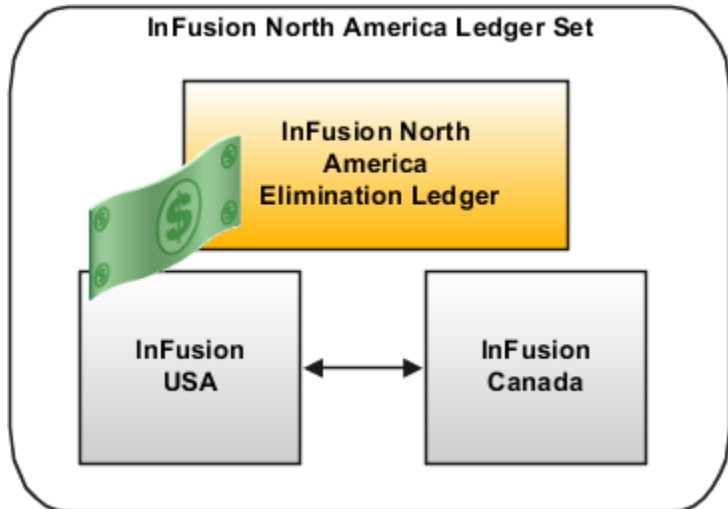 InFusion North America Ledger Set
InFusion North
America
Elimination Ledger
$
InFusion
USA
InFusion
Canada